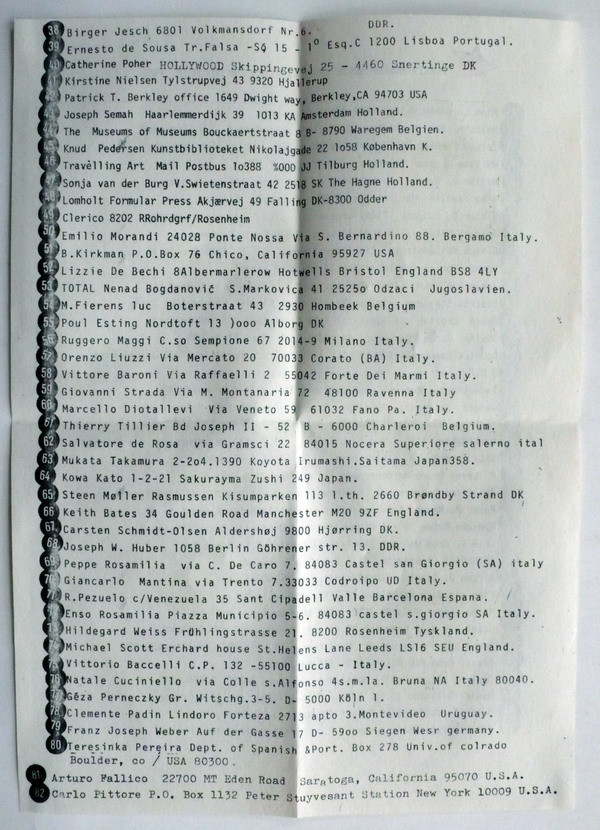 38 Birger Jesch 6801 Volkmansdorf Nr.6. DDR.
39 Ernesto de Sousa Tr.Falsa -Sό 15 - 1º Esq.C 1200 Lisboa Portugal.
40 Catherine Poher HOLLYWOOD Skippingevej 25 - 4460 Snertinge DK
41 Kirstine Nielsen Tylstrupvej 43 9320 Hjallerup
42 Patrick T. Berkley office 1649 Dwight way, Berkley,CA 94703 USA
43 Joseph Semah Haarlemmerdijk 39 1013 KA Amsterdam Holland.
44 The Museums of Museums Bouckaertstraat 8 B- 8790 Waregem Belgien.
45 Knud Pedersen Kunstbiblioteket Nikolajgade 22 1o58 København K.
46 Travelling Art Mail Postbus 1o388 %000 JJ Tilburg Holland.
47 Sonja van der Burg V.Swietenstraat 42 2518 SK The Hagne Holland.
48 Lomholt Formular Press Akjærvej 49 Falling DK-8300 Odder
49 Clerico 8202 RRohrdgrf/Rosenheim
50 Emilio Morandi 24028 Ponte Nossa Via S. Bernardino 88. Bergamo Italy.
51 B.Kirkman P.O.Box 76 Chico, California 95927 USA
52 Lizzie De Bechi 8Albermarlerow Hotwells Bristol England BS8 4LY
53 TOTAL Nenad Bogdanović S.Markovica 41 2525o Odzaci Jugoslavien.
54 M.Fierens luc Boterstraat 43 2930 Hombeek Belgium
55 Poul Esting Nordtoft 13 )ooo Alborg DK
56 Ruggero Maggi C.so Sempione 67 2014-9 Milano Italy.
57 Orenzo Liuzzi Via Mercato 20 70033 Corato (BA) Italy.
58 Vittore Baroni Via Raffaelli 2 55042 Forte Dei Marmi Italy.
59 Giovanni Strada Via M. Montanaria 72 48100 Ravenna Italy
60 Marcello Diotallevi Via Veneto 59 61032 Fano Pa. Italy.
61 Thierry Tillier Bd Joseph II - 52 B - 6000 Charleroi Belgium.
62 Salvatore de Rosa via Gramsci 22 84015 Nocera Superiore salerno ital
63 Mukata Takamura 2-2o4.1390 Koyota Irumashi.Saitama Japan358.
64 Kowa Kato 1-2-21 Sakurayma Zushi 249 Japan.
65 Steen Møller Rasmussen Kisumparken 113 1.th. 2660 Brøndby Strand DK
66 Keith Bates 34 Goulden Road Manchester M20 9ZF England.
67 Carsten Schmidt-Olsen Aldershøj 9800 Hjørring DK.
68 Joseph W. Huber 1058 Berlin Göhrener str. 13. DDR.
69 Peppe Rosamilia via C. De Caro 7. 84083 Castel san Giorgio (SA) italy
70 Giancarlo Mantina via Trento 7.33033 Codroipo UD Italy.
71 R.Pezuelo c/Venezuela 35 Sant Cipadell Valle Barcelona Espana.
72 Enso Rosamilia Piazza Municipio 5-6. 84083 castel s.giorgio SA Italy.
73 Hildegard Weiss Frühlingstrasse 21. 8200 Rosenheim Tyskland.
74 Michael Scott Erchard house St.Helens Lane Leeds LS16 SEU England.
75 Vittorio Baccelli C.P. 132 -55100 Lucca - Italy.
76 Natale Cuciniello via Colle s.Alfonso 4s.m.la. Bruna NA Italy 80040.
77 Géza Perneczky Gr. Witschg.3-5. D- 5000 Köln 1.
78 Clemente Padin Lindoro Forteza 2713 apto 3.Montevideo Uruguay.
79 Franz Joseph Weber Auf der Gasse 17 D- 59oo Siegen Wesr germany.
80 Teresinka Pereira Dept. of Spanish &Port. Box 278 Univ.of colrado
Boulder, co / USA 80300.
81 Arturo Fallico 22700 MT Eden Road Saratoga, California 95070 U.S.A.
82 Carlo Pittore P.O. Box 1132 Peter Stuyvesant Station New York 10009 U.S.A.